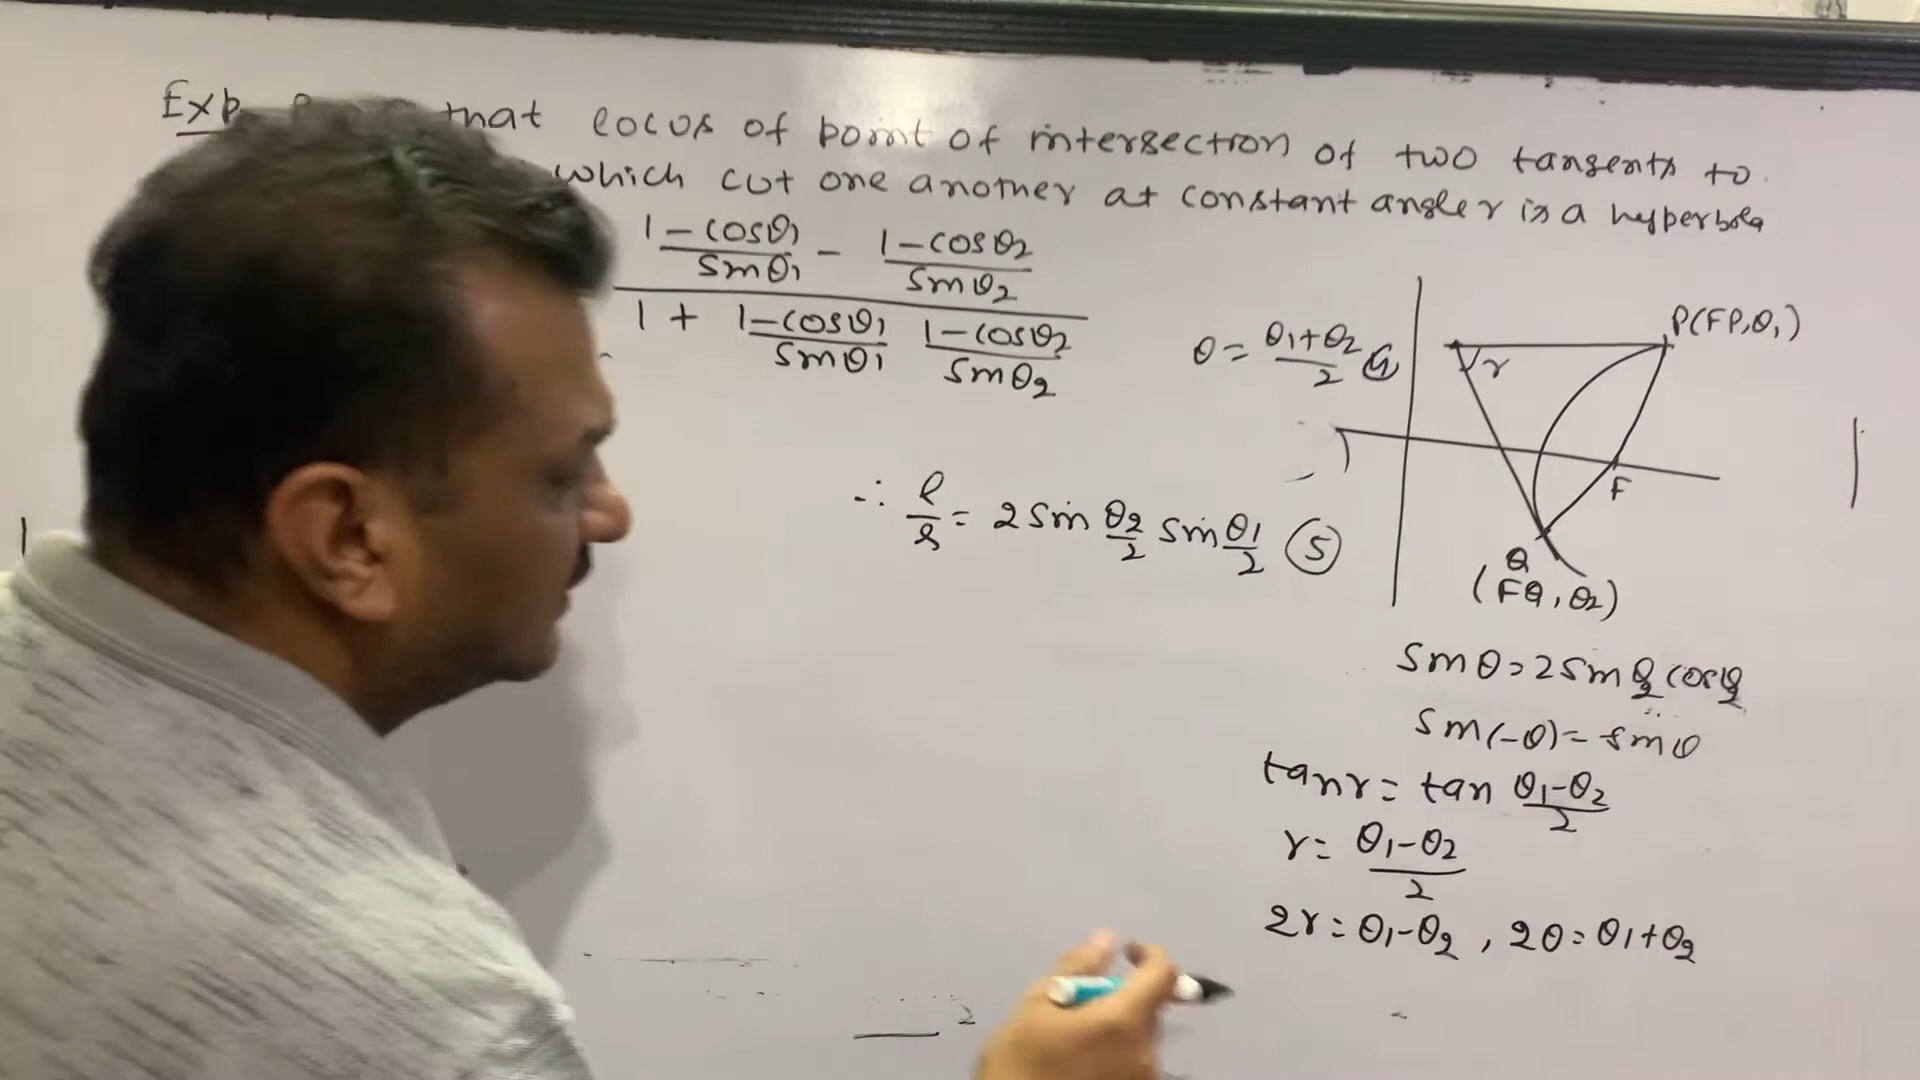 Exp that locus of point of intersection of two tangents to
which cut one another at constant angle r is a hyperbola
1-cosθ1/sinθ1 - 1-cosθ2/sinθ2
1 + 1-cosθ1/sinθ1 1-cosθ2/sinθ2
θ = θ1+θ2/2 4
P(FP,θ1)
r
F
∴ l/r = 2 sin θ2/2 sin θ1/2 5
Q
(FQ, θ2)
sinθ = 2 sin θ/2 cos θ/2
sin(-θ) = sinθ
tan r = tan θ1-θ2/2
r = θ1-θ2/2
2r = θ1-θ2, 2θ = θ1+θ2
2